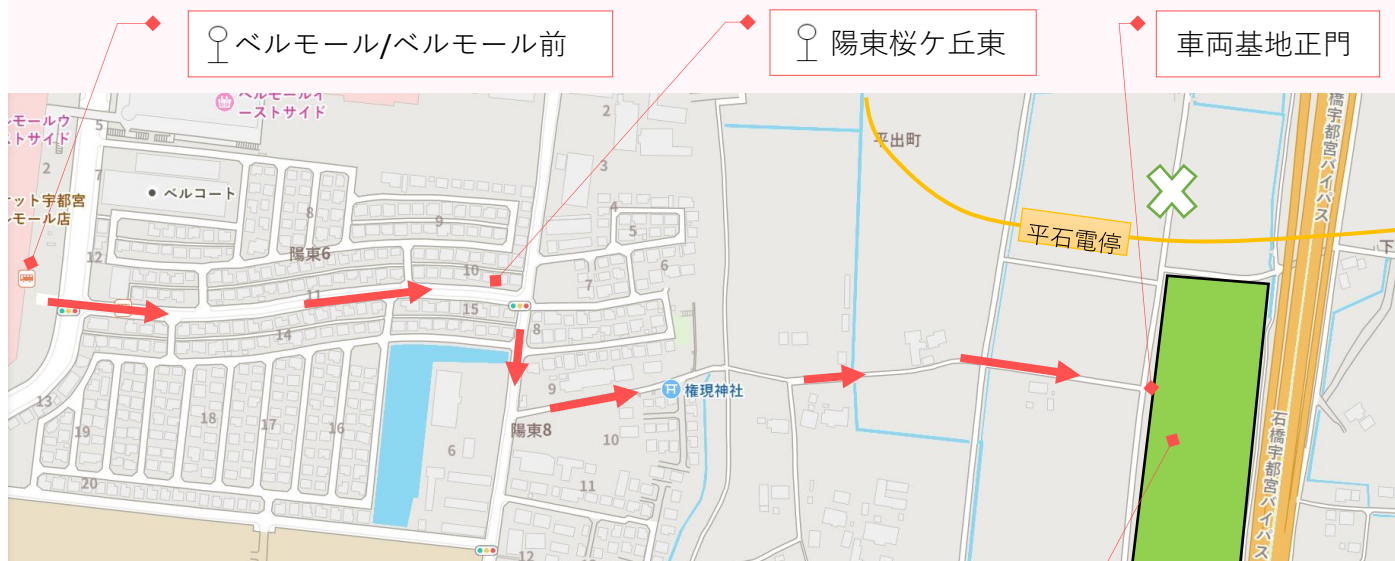 ベルモール/ベルモール前
陽東桜ケ丘東
車両基地正門
ベルモールイ
ーストサイド
ルモールウ
ストサイド
5
2
7
ベルコート
ット宇都宮
ルモール店
12
8
9
陽東6
10
11
15
14
13
19
18
17
16
20
2
3
4
5
6
7
8
9
権現神社
陽東8
10
6
11
12
平出町
平石電停
橋宇都宮バイパス
下
石橋宇都宮バイパス